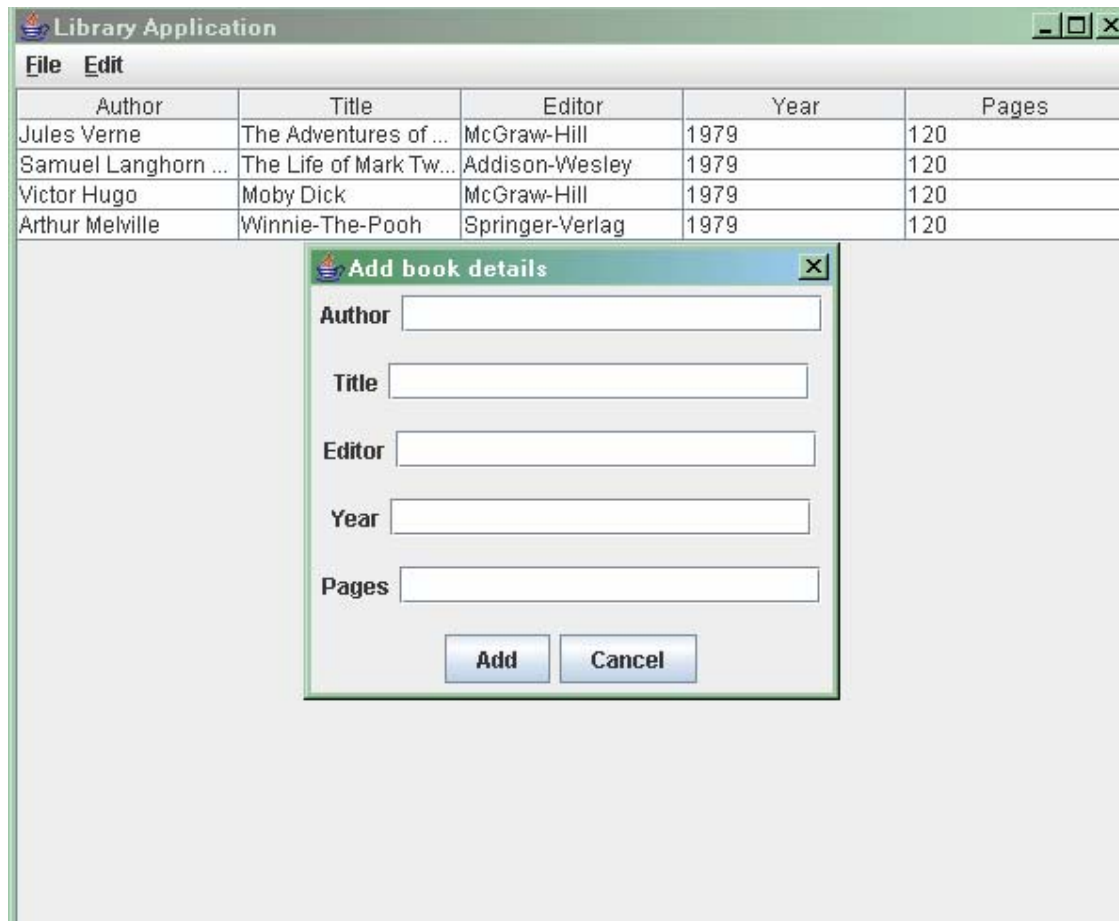 Library Application
File Edit
Author Title Editor Year Pages
Jules Verne The Adventures of ... McGraw-Hill 1979 120
Samuel Langhorn ... The Life of Mark Tw... Addison-Wesley 1979 120
Victor Hugo Moby Dick McGraw-Hill 1979 120
Arthur Melville Winnie-The-Pooh Springer-Verlag 1979 120
Add book details
Author
Title
Editor
Year
Pages
Add Cancel